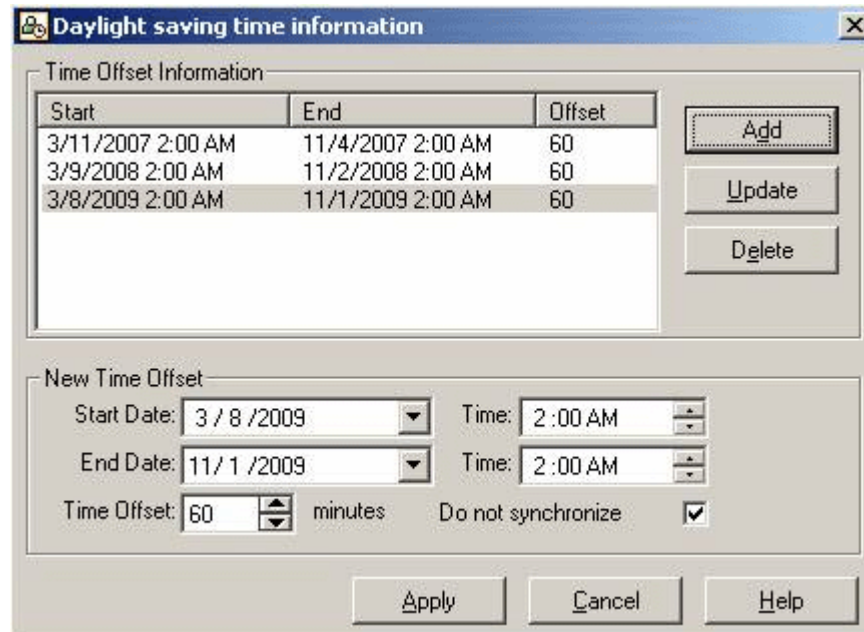 Daylight saving time information
Time Offset Information
Start End Offset
3/11/2007 2:00 AM 11/4/2007 2:00 AM 60
3/9/2008 2:00 AM 11/2/2008 2:00 AM 60
3/8/2009 2:00 AM 11/1/2009 2:00 AM 60
Add
Update
Delete
New Time Offset
Start Date: 3 / 8 /2009 Time: 2 :00 AM
End Date: 11/ 1 /2009 Time: 2 :00 AM
Time Offset: 60 minutes Do not synchronize
Apply Cancel Help